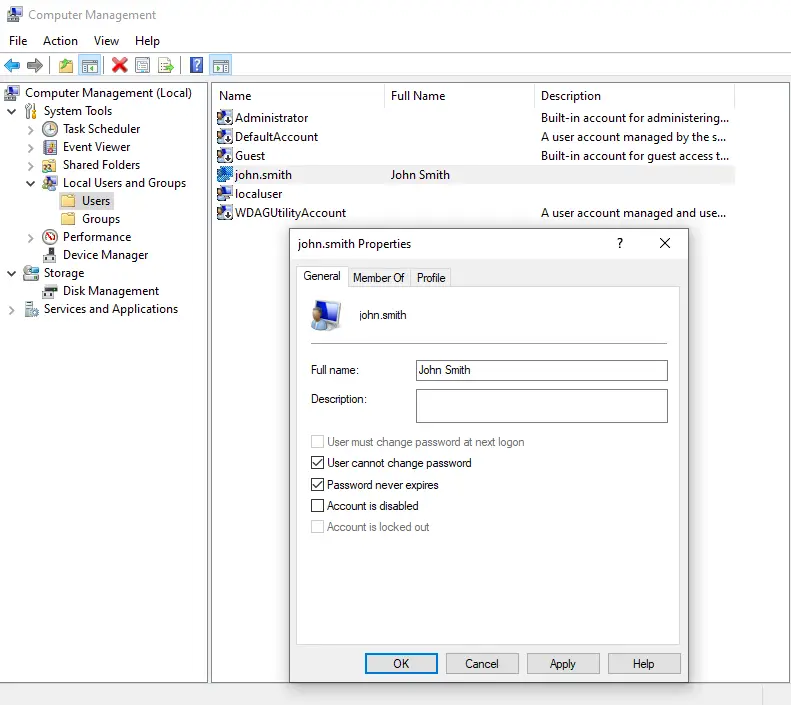 Computer Management
File Action View Help
Computer Management (Local)
System Tools
Task Scheduler
Event Viewer
Shared Folders
Local Users and Groups
Users
Groups
Performance
Device Manager
Storage
Disk Management
Services and Applications
Name Full Name Description
Administrator Built-in account for administering...
DefaultAccount A user account managed by the s...
Guest Built-in account for guest access t...
john.smith John Smith
localuser
WDAGUtilityAccount A user account managed and use...
john.smith Properties ?
General Member Of Profile
john.smith
Full name: John Smith
Description:
User must change password at next logon
User cannot change password
Password never expires
Account is disabled
Account is locked out
OK Cancel Apply Help